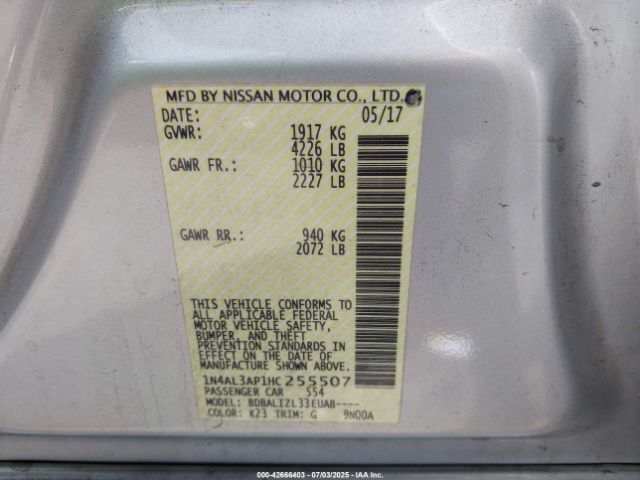 MFD BY NISSAN MOTOR CO., LTD.
DATE: 05/17
GVWR: 1917 KG
4226 LB
GAWR FR.: 1010 KG
2227 LB
GAWR RR.: 940 KG
2072 LB
THIS VEHICLE CONFORMS TO
ALL APPLICABLE FEDERAL
MOTOR VEHICLE SAFETY,
BUMPER, AND THEFT
PREVENTION STANDARDS IN
EFFECT ON THE DATE OF
MANUFACTURE SHOWN ABOVE.
1N4AL3AP1HC255507
PASSENGER CAR 554
MODEL: BDBALIZL33EUAB----
COLOR: K23 TRIM: G 9N00A
000-42666403 - 07/03/2025 - IAA Inc.